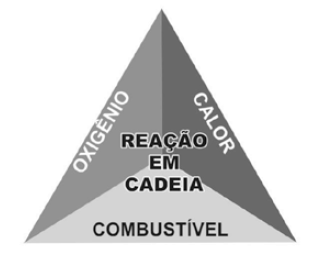 OXIGÊNIO
CALOR
REAÇÃO
EM
CADEIA
COMBUSTÍVEL